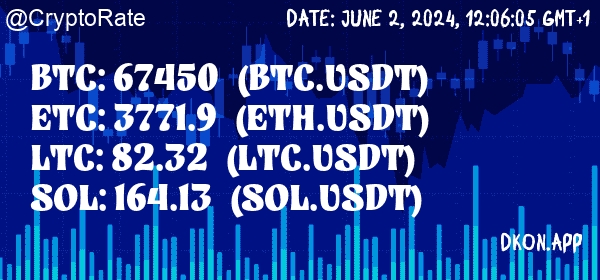 @CryptoRate
DATE: JUNE 2, 2024, 12:06:05 GMT+1
BTC: 67450 (BTC.USDT)
ETC: 3771.9 (ETH.USDT)
LTC: 82.32 (LTC.USDT)
SOL: 164.13 (SOL.USDT)
DKON.APP